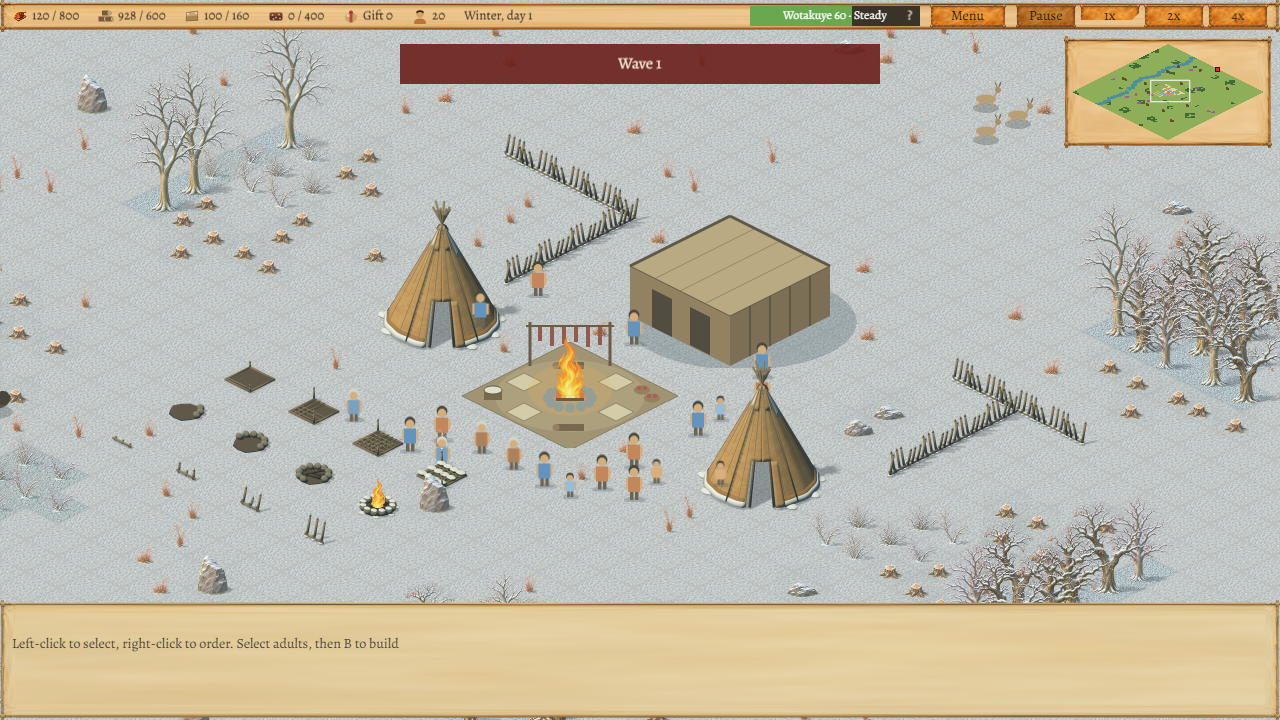 120 / 800 928 / 600 100 / 160 0 / 400 Gift 0 20 Winter, day 1 Wotakuye 60 - Steady ? Menu Pause 1x 2x 4x
Wave 1
Left-click to select, right-click to order. Select adults, then B to build